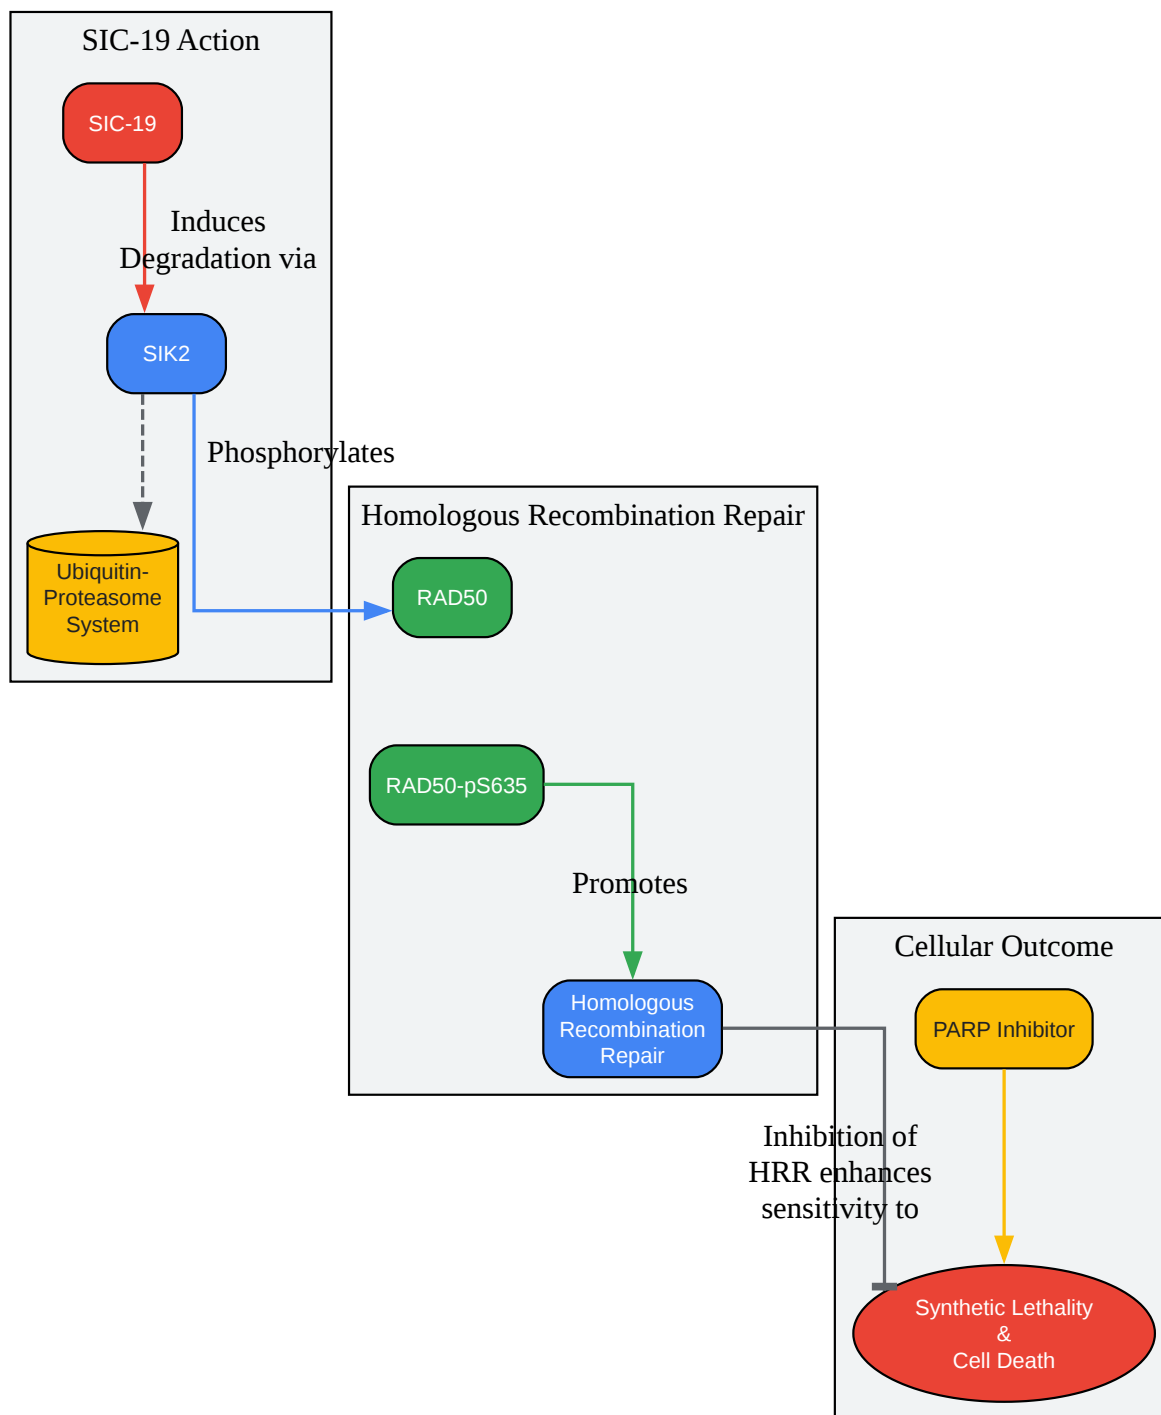 SIC-19 Action
SIC-19
Induces
Degradation via
SIK2
Phosphorylates
Ubiquitin-
Proteasome
System
Homologous Recombination Repair
RAD50
RAD50-pS635
Promotes
Homologous
Recombination
Repair
Cellular Outcome
PARP Inhibitor
Inhibition of
HRR enhances
sensitivity to
Synthetic Lethality
&
Cell Death